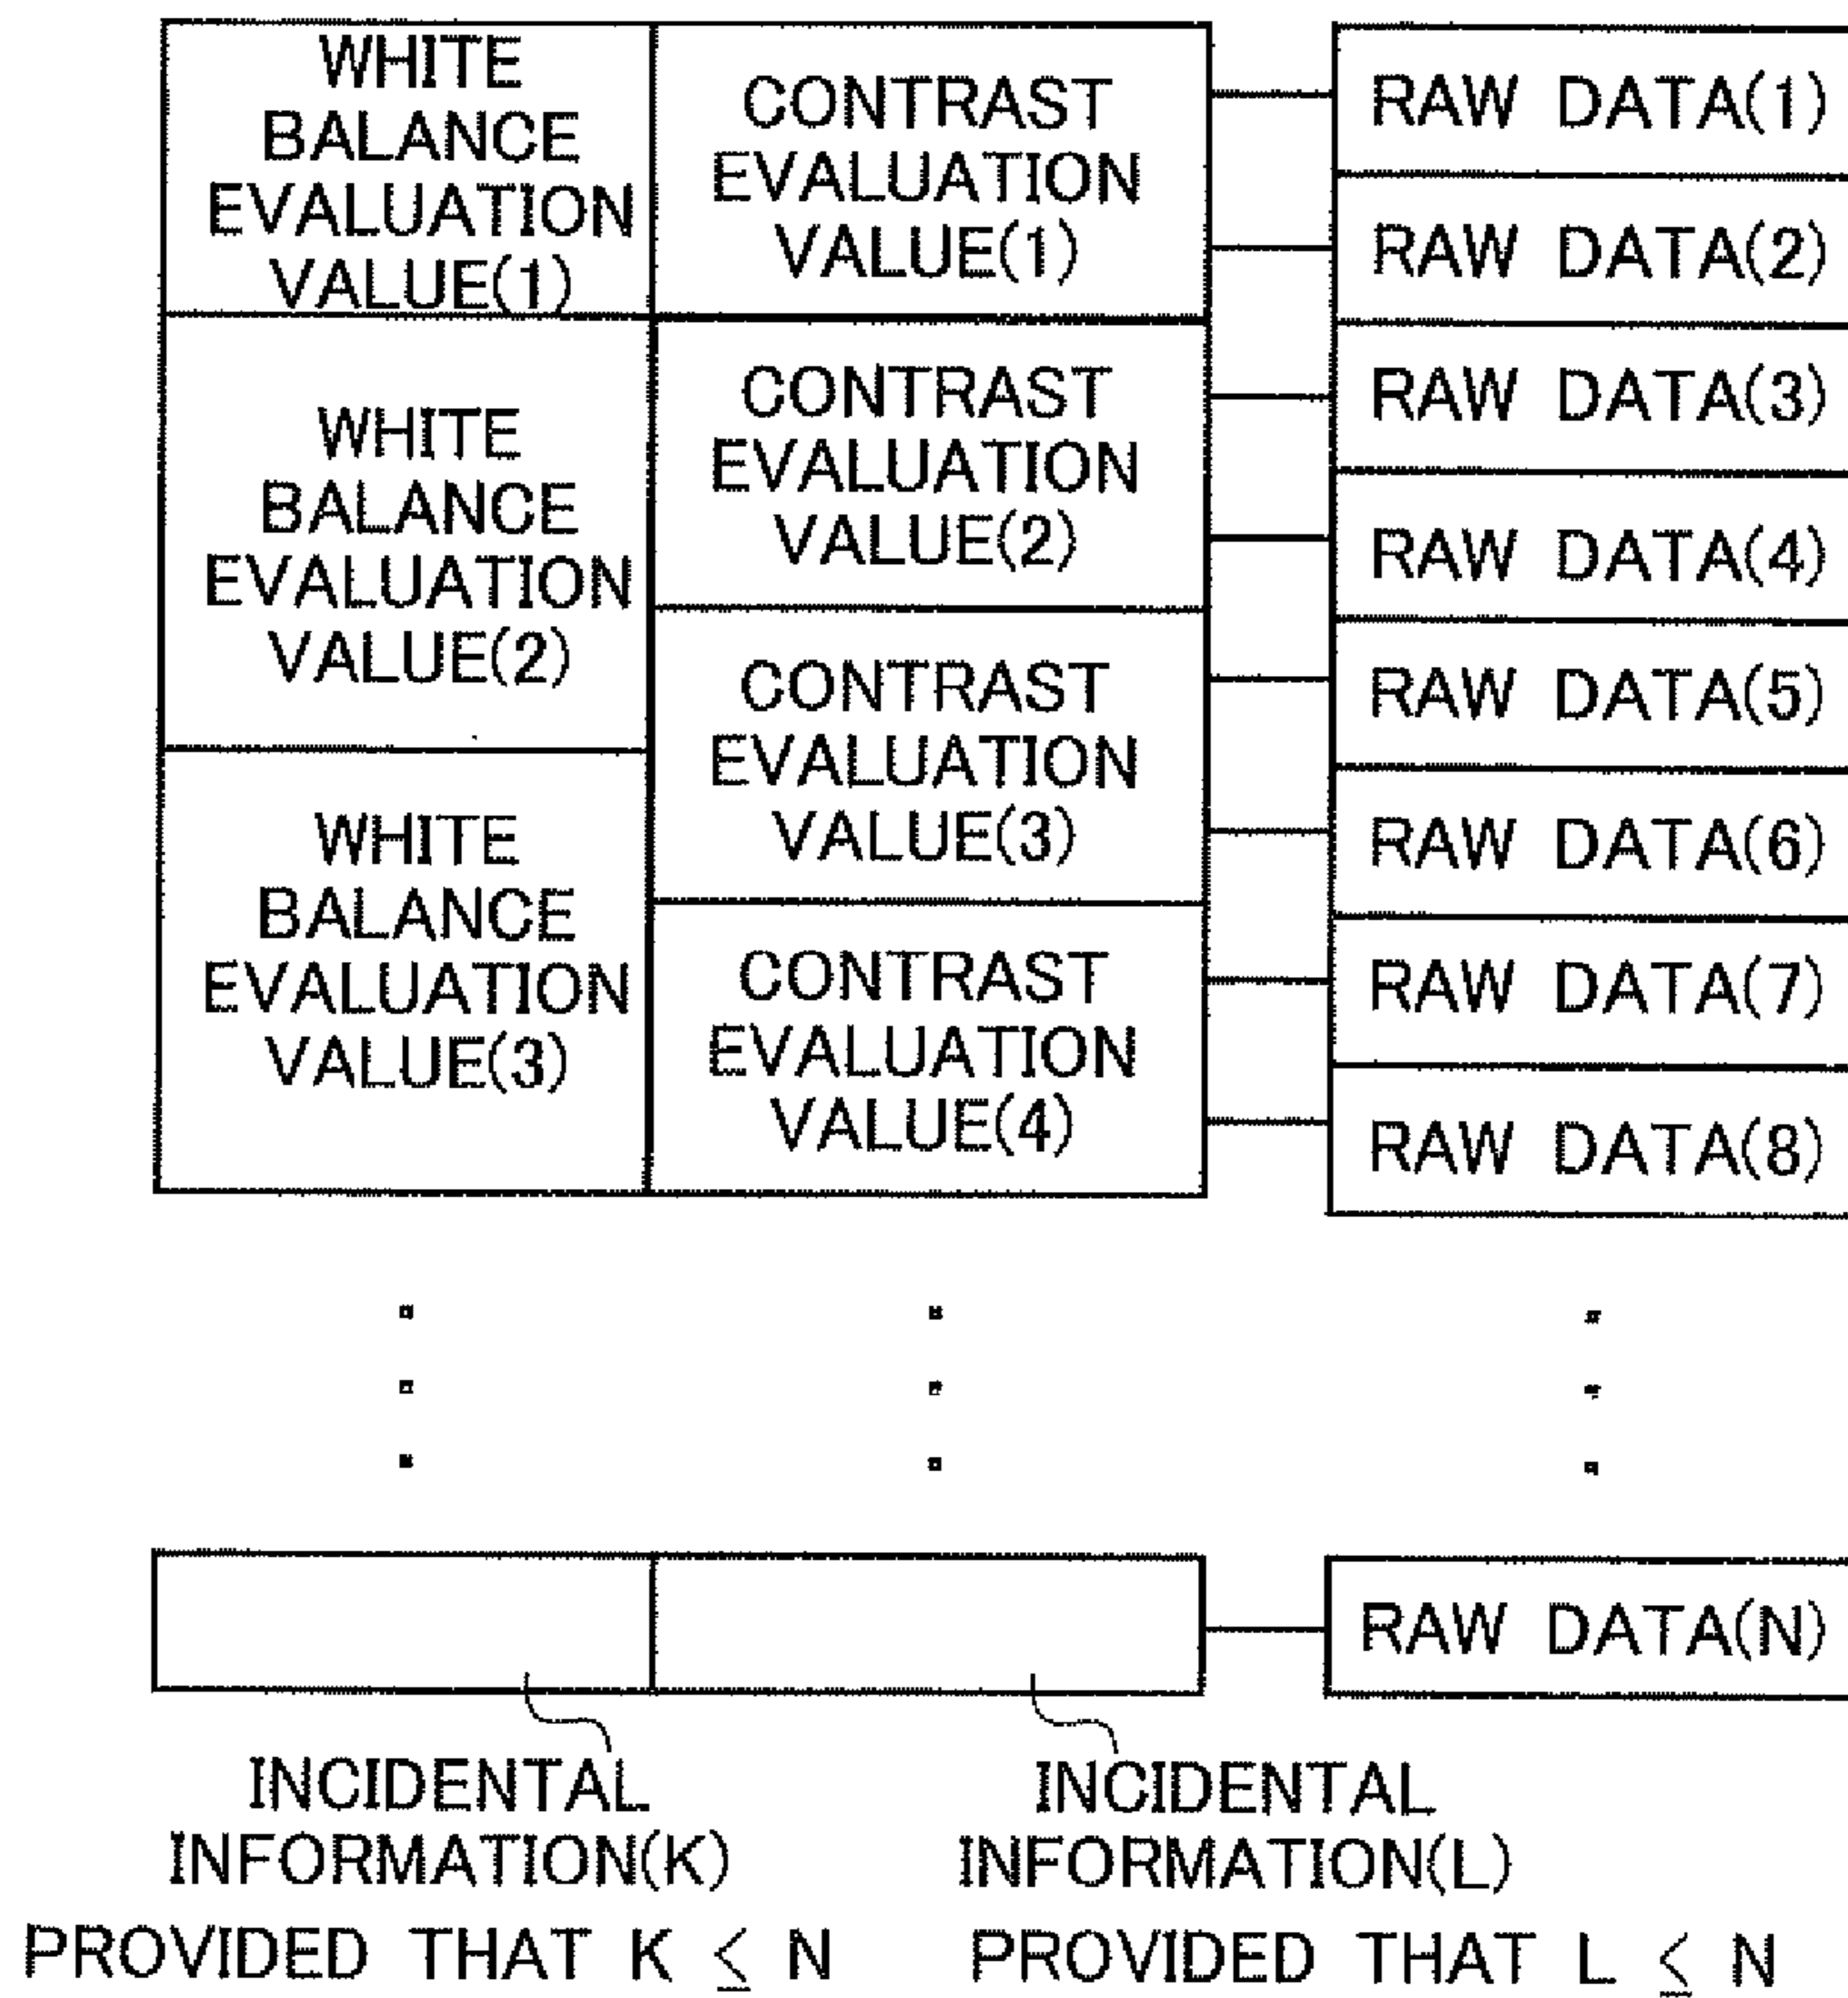 WHITE
BALANCE
EVALUATION
VALUE(1)
CONTRAST
EVALUATION
VALUE(1)
RAW DATA(1)
RAW DATA(2)
WHITE
BALANCE
EVALUATION
VALUE(2)
CONTRAST
EVALUATION
VALUE(2)
RAW DATA(3)
RAW DATA(4)
CONTRAST
EVALUATION
VALUE(3)
RAW DATA(5)
RAW DATA(6)
WHITE
BALANCE
EVALUATION
VALUE(3)
CONTRAST
EVALUATION
VALUE(4)
RAW DATA(7)
RAW DATA(8)
RAW DATA(N)
INCIDENTAL
INFORMATION(K)
PROVIDED THAT K ≤ N
INCIDENTAL
INFORMATION(L)
PROVIDED THAT L ≤ N